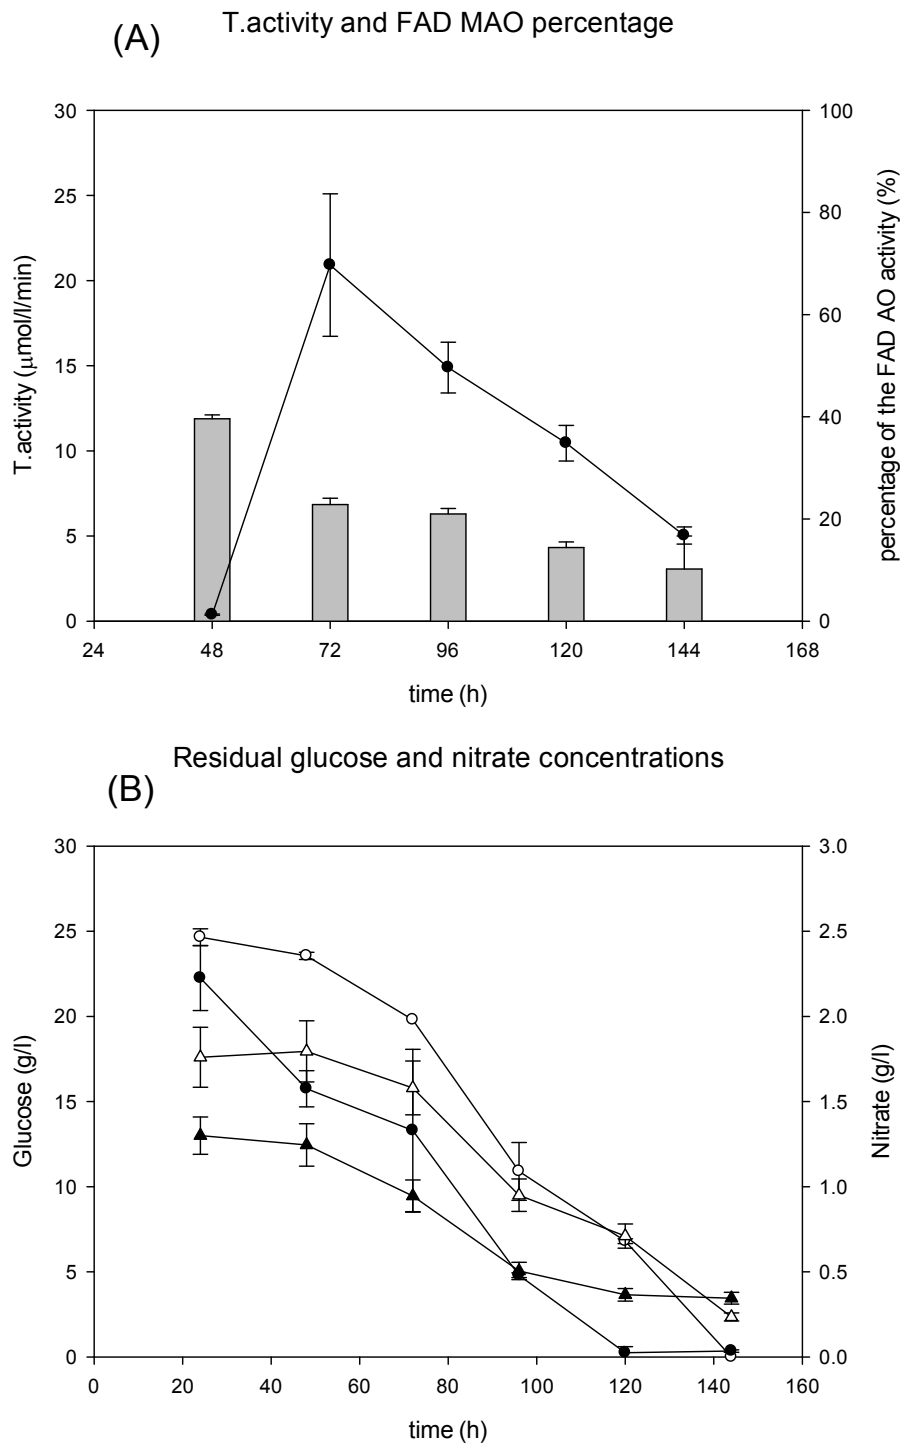 (A) T.activity and FAD MAO percentage
30 100
25
80
20
60
15
40
10
20
5
0 0
T.activity (μmol/l/min)
percentage of the FAD AO activity (%)
24 48 72 96 120 144 168
time (h)
Residual glucose and nitrate concentrations
(B)
30 3.0
25 2.5
20 2.0
15 1.5
10 1.0
5 0.5
0 0.0
Glucose (g/l)
Nitrate (g/l)
0 20 40 60 80 100 120 140 160
time (h)